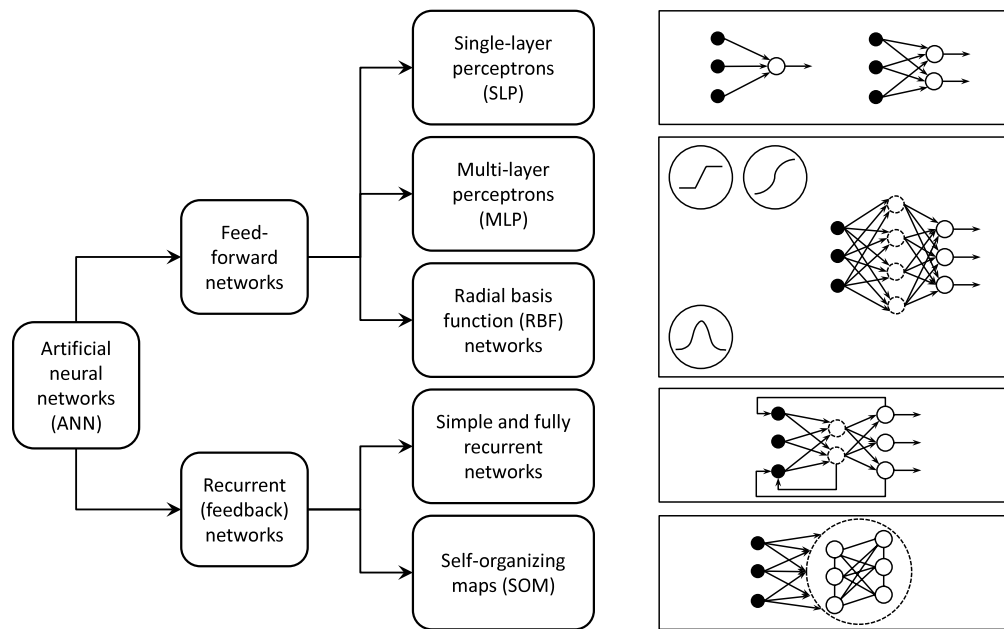 Single-layer
perceptrons
(SLP)
Multi-layer
perceptrons
(MLP)
Feed-
forward
networks
Radial basis
function (RBF)
networks
Artificial
neural
networks
(ANN)
Simple and fully
recurrent
networks
Recurrent
(feedback)
networks
Self-organizing
maps (SOM)